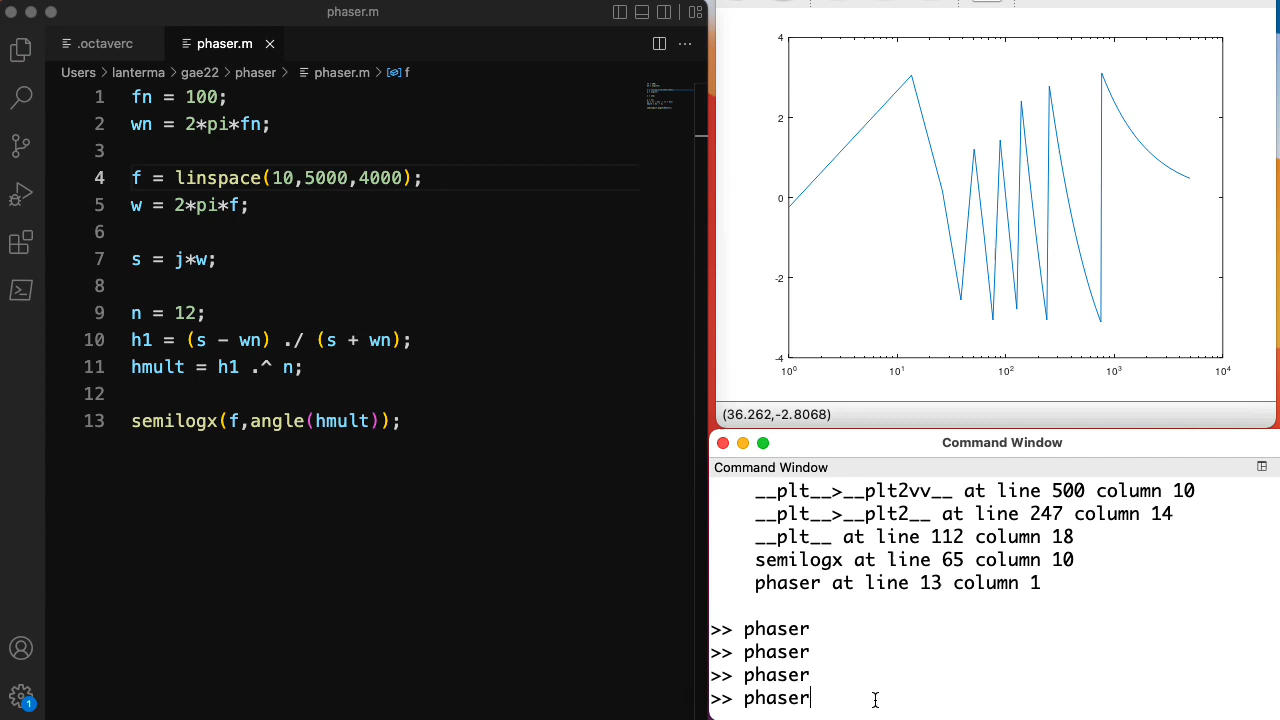 phaser.m
.octaverc
phaser.m
Users > lanterma > gae22 > phaser > phaser.m > f
1 fn = 100;
2 wn = 2*pi*fn;
3
4 f = linspace(10,5000,4000);
5 w = 2*pi*f;
6
7 s = j*w;
8
9 n = 12;
10 h1 = (s - wn) ./ (s + wn);
11 hmult = h1 .^ n;
12
13 semilogx(f,angle(hmult));
1
4
2
0
-2
-4
10^0 10^1 10^2 10^3 10^4
(36.262,-2.8068)
Command Window
Command Window
__plt__>__plt2vv__ at line 500 column 10
__plt__>__plt2__ at line 247 column 14
__plt__ at line 112 column 18
semilogx at line 65 column 10
phaser at line 13 column 1
>> phaser
>> phaser
>> phaser
>> phaser